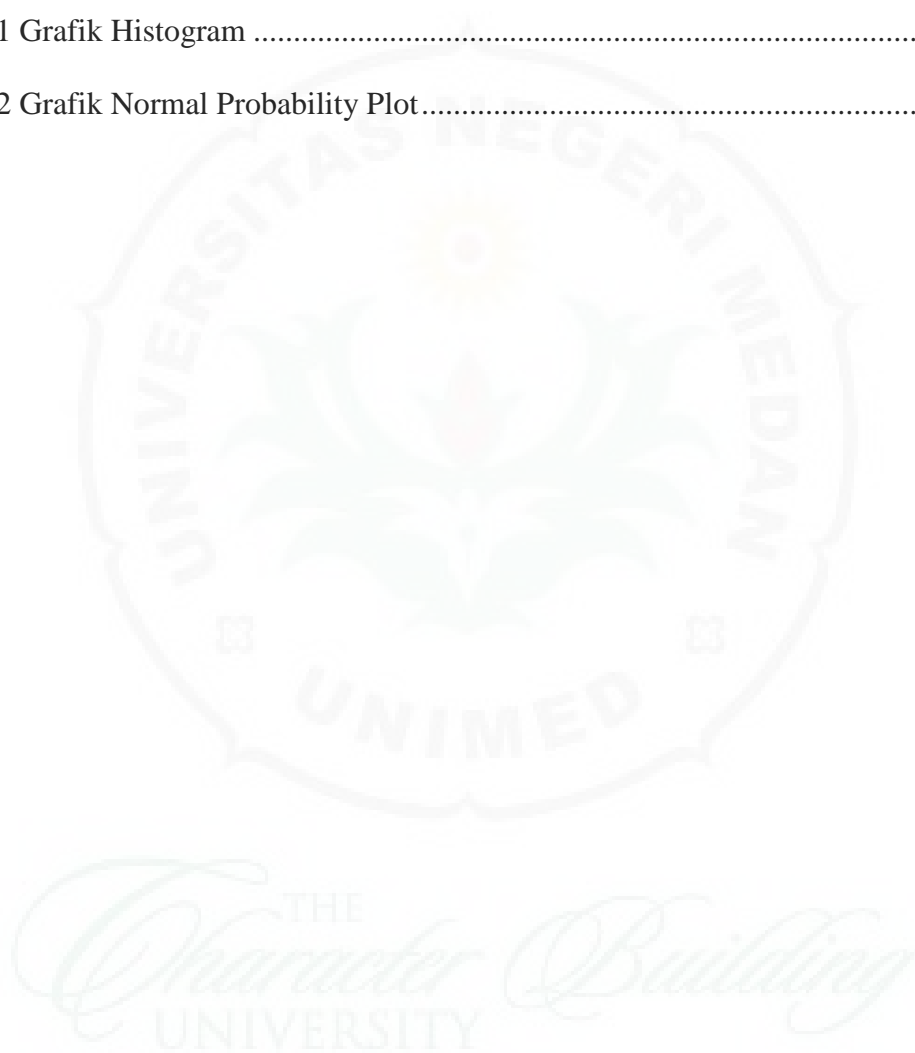 1 Grafik Histogram ................................................................................
2 Grafik Normal Probability Plot............................................................
UNIVERSITAS NEGERI MEDAN
UNIMED
THE
Character Building
UNIVERSITY